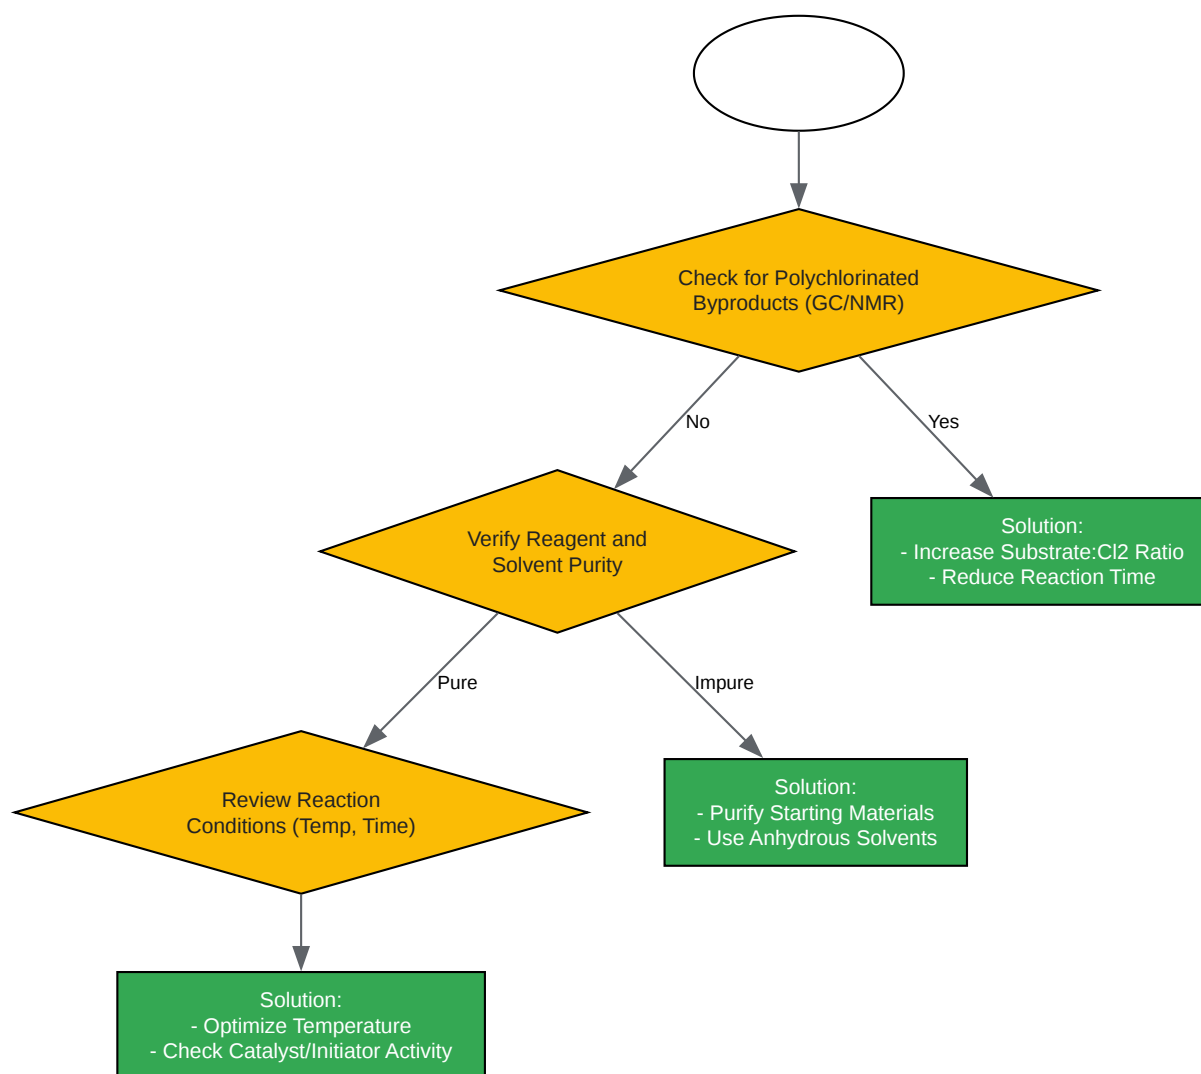 Check for Polychlorinated
Byproducts (GC/NMR)
No
Yes
Verify Reagent and
Solvent Purity
Solution:
- Increase Substrate:Cl2 Ratio
- Reduce Reaction Time
Pure
Impure
Review Reaction
Conditions (Temp, Time)
Solution:
- Purify Starting Materials
- Use Anhydrous Solvents
Solution:
- Optimize Temperature
- Check Catalyst/Initiator Activity